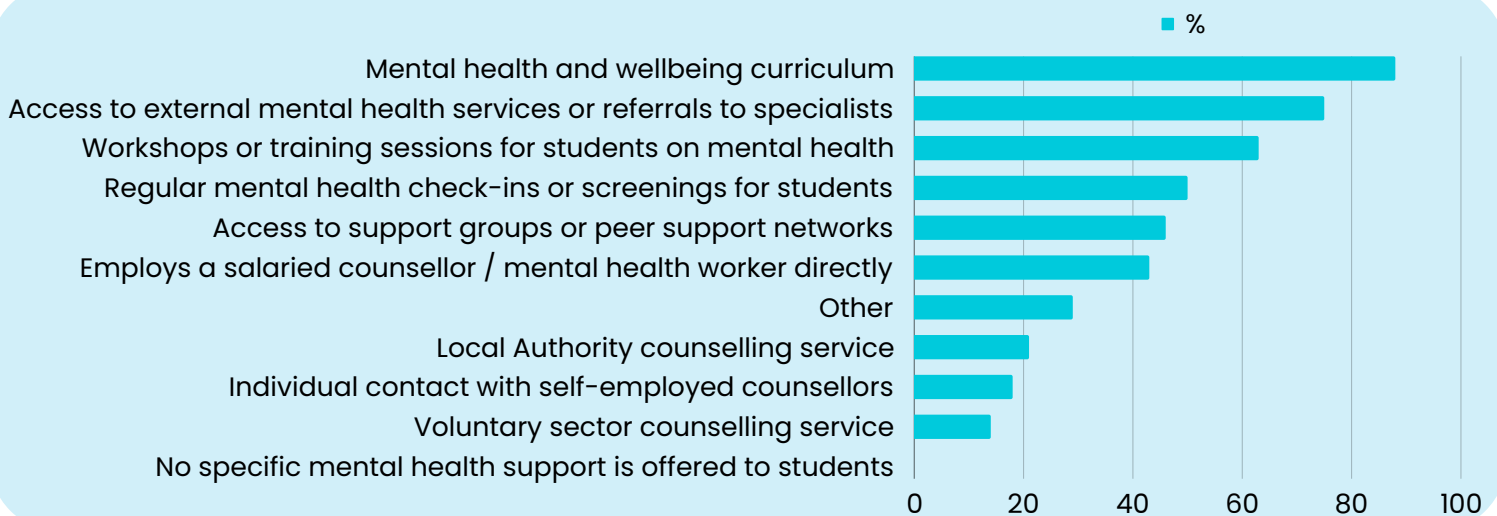 %
Mental health and wellbeing curriculum
Access to external mental health services or referrals to specialists
Workshops or training sessions for students on mental health
Regular mental health check-ins or screenings for students
Access to support groups or peer support networks
Employs a salaried counsellor / mental health worker directly
Other
Local Authority counselling service
Individual contact with self-employed counsellors
Voluntary sector counselling service
No specific mental health support is offered to students
0 20 40 60 80 100